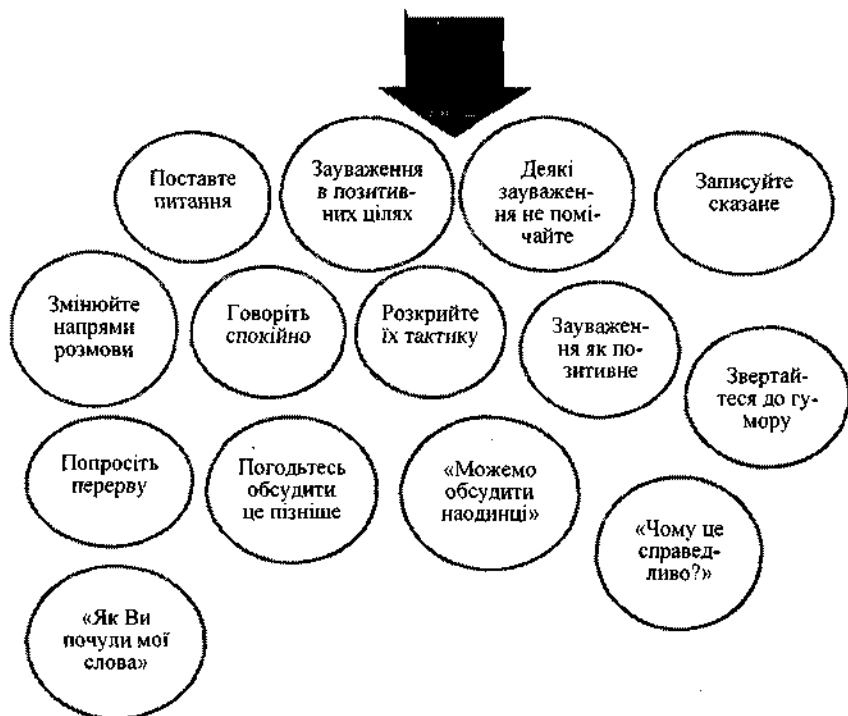 Поставте
питання
Зауваження
в позитив-
них цілях
Деякі
зауважен-
ня не помі-
чайте
Записуйте
сказане
Змінюйте
напрями
розмови
Говоріть
спокійно
Розкрийте
їх тактику
Зауважен-
ня як по-
зитивне
Звертай-
теся до гу-
мору
Попросіть
перерву
Погодьтесь
обсудити
це пізніше
«Можемо
обсудити
наодинці»
«Чому це
справед-
ливо?»
«Як Ви
почули мої
слова»